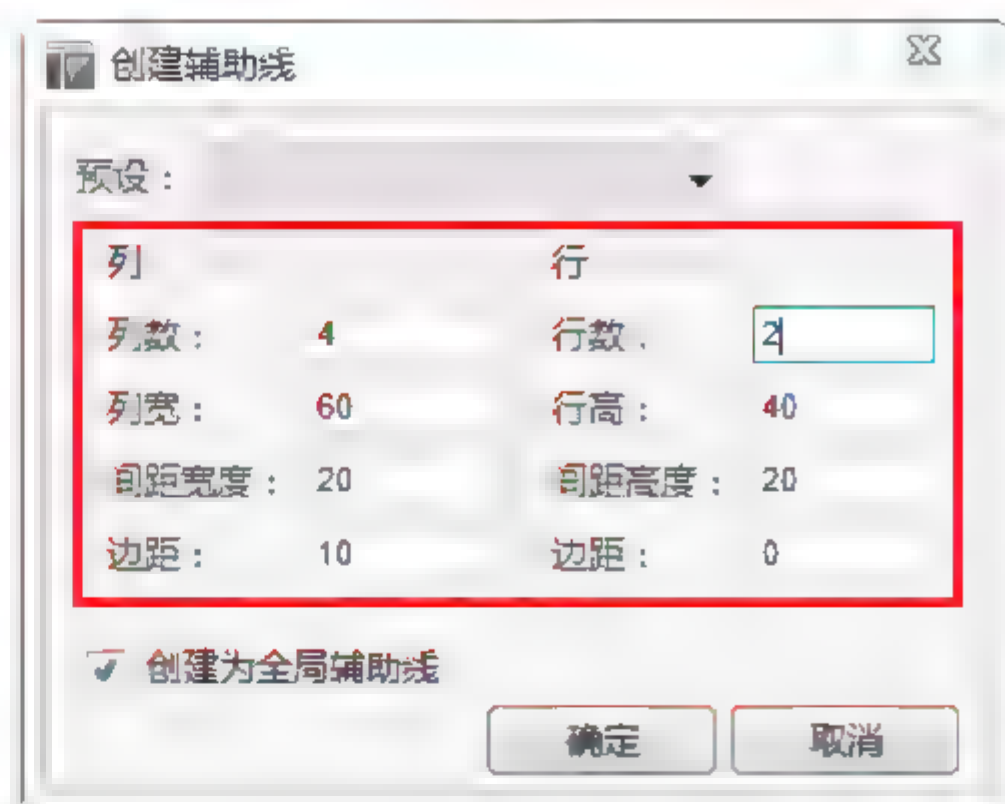 创建辅助线
预设：
列 行
列数： 4 行数： 2
列宽： 60 行高： 40
间距宽度： 20 间距高度： 20
边距： 10 边距： 0
创建为全局辅助线
确定 取消